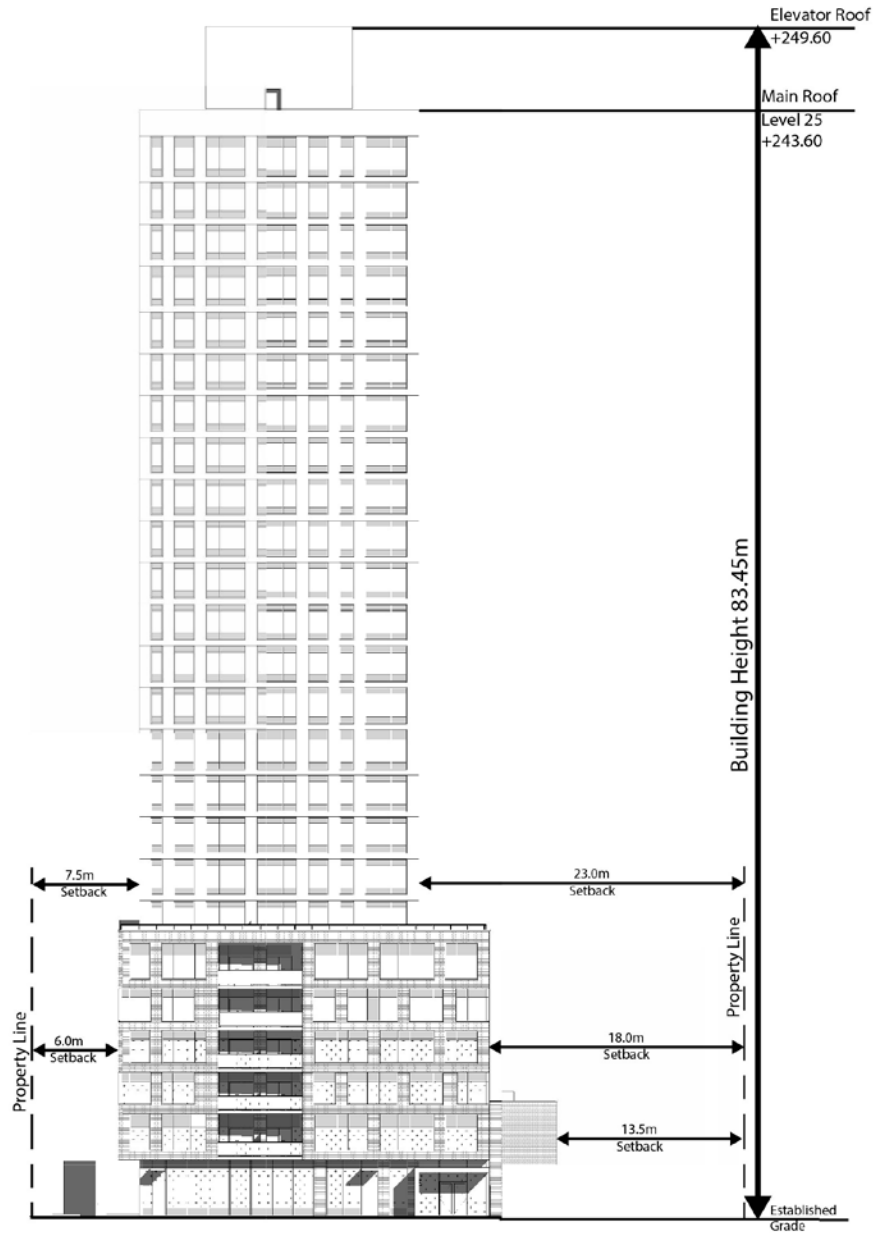 Elevator Roof
+249.60
Main Roof
Level 25
+243.60
Building Height 83.45m
7.5m
Setback
23.0m
Setback
Property Line
Property Line
6.0m
Setback
18.0m
Setback
13.5m
Setback
Established
Grade